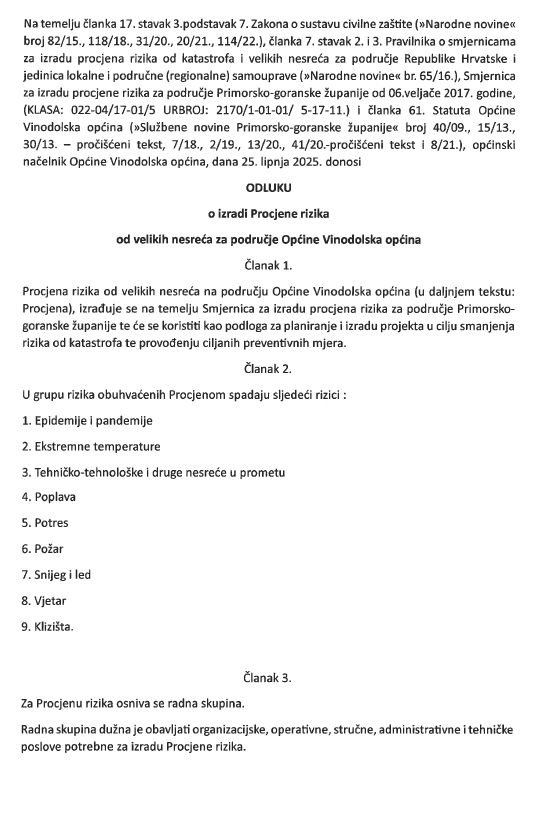 Na temelju članka 17. stavak 3.podstavak 7. Zakona o sustavu civilne zaštite (»Narodne novine«
broj 82/15., 118/18., 31/20., 20/21., 114/22.), članka 7. stavak 2. i 3. Pravilnika o smjernicama
za izradu procjena rizika od katastrofa i velikih nesreća za područje Republike Hrvatske i
jedinica lokalne i područne (regionalne) samouprave (»Narodne novine« br. 65/16.), Smjernica
za izradu procjene rizika za područje Primorsko-goranske županije od 06.veljače 2017. godine,
(KLASA: 022-04/17-01/5 URBROJ: 2170/1-01-01/ 5-17-11.) i članka 61. Statuta Općine
Vinodolska općina (»Službene novine Primorsko-goranske županije« broj 40/09., 15/13.,
30/13. – pročišćeni tekst, 7/18., 2/19., 13/20., 41/20.-pročišćeni tekst i 8/21.), općinski
načelnik Općine Vinodolska općina, dana 25. lipnja 2025. donosi
ODLUKU
o izradi Procjene rizika
od velikih nesreća za područje Općine Vinodolska općina
Članak 1.
Procjena rizika od velikih nesreća na području Općine Vinodolska općina (u daljnjem tekstu:
Procjena), izrađuje se na temelju Smjernica za izradu procjena rizika za područje Primorsko-
goranske županije te će se koristiti kao podloga za planiranje i izradu projekta u cilju smanjenja
rizika od katastrofa te provođenju ciljanih preventivnih mjera.
Članak 2.
U grupu rizika obuhvaćenih Procjenom spadaju sljedeći rizici :
1. Epidemije i pandemije
2. Ekstremne temperature
3. Tehničko-tehnološke i druge nesreće u prometu
4. Poplava
5. Potres
6. Požar
7. Snijeg i led
8. Vjetar
9. Klizišta.
Članak 3.
Za Procjenu rizika osniva se radna skupina.
Radna skupina dužna je obavljati organizacijske, operativne, stručne, administrativne i tehničke
poslove potrebne za izradu Procjene rizika.